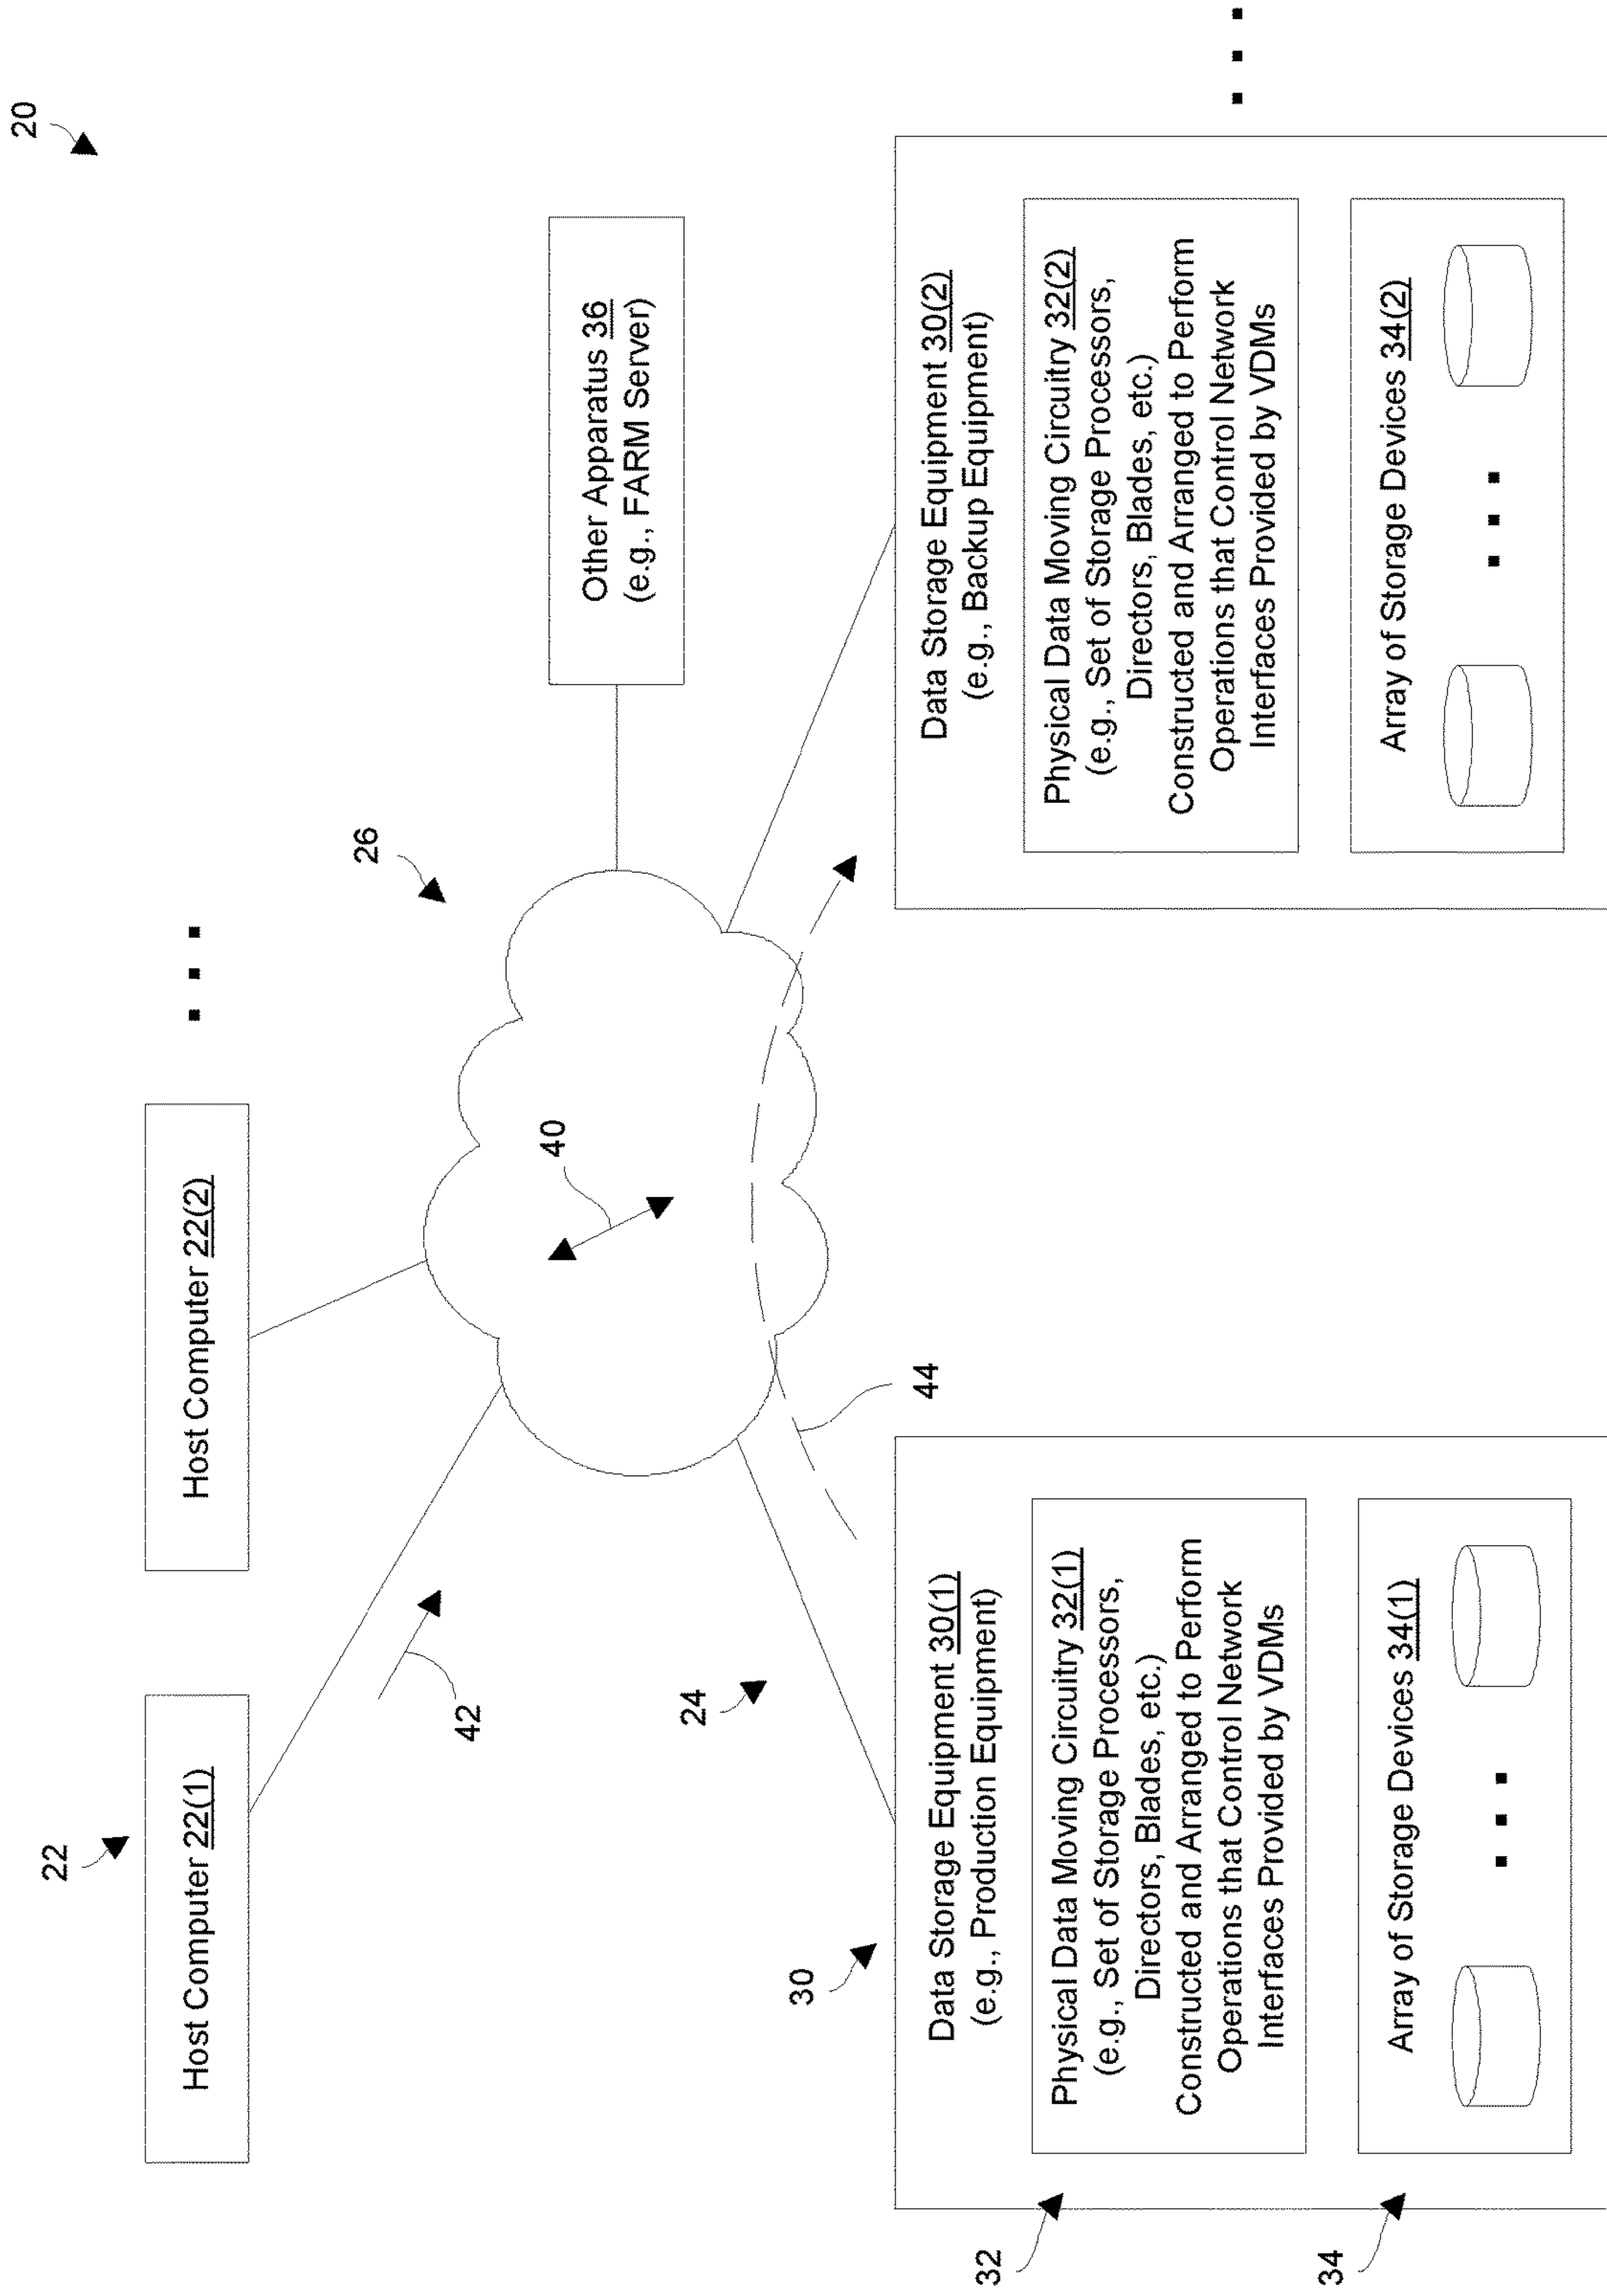 20
22
Host Computer 22(1)
Host Computer 22(2)
42
26
40
Other Apparatus 36
(e.g., FARM Server)
24
44
30
Data Storage Equipment 30(1)
(e.g., Production Equipment)
32
Physical Data Moving Circuitry 32(1)
(e.g., Set of Storage Processors,
Directors, Blades, etc.)
Constructed and Arranged to Perform
Operations that Control Network
Interfaces Provided by VDMs
34
Array of Storage Devices 34(1)
Data Storage Equipment 30(2)
(e.g., Backup Equipment)
Physical Data Moving Circuitry 32(2)
(e.g., Set of Storage Processors,
Directors, Blades, etc.)
Constructed and Arranged to Perform
Operations that Control Network
Interfaces Provided by VDMs
Array of Storage Devices 34(2)